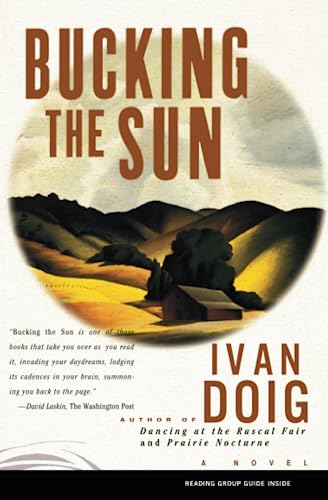 BUCKING
THE SUN
"Bucking the Sun is one of those
books that take you over as you read
it, invading your daydreams, lodging
its cadences in your brain, summon-
ing you back to the page."
—David Laskin, The Washington Post
IVAN
AUTHOR OF DOIG
Dancing at the Rascal Fair
and Prairie Nocturne
A NOVEL
READING GROUP GUIDE INSIDE